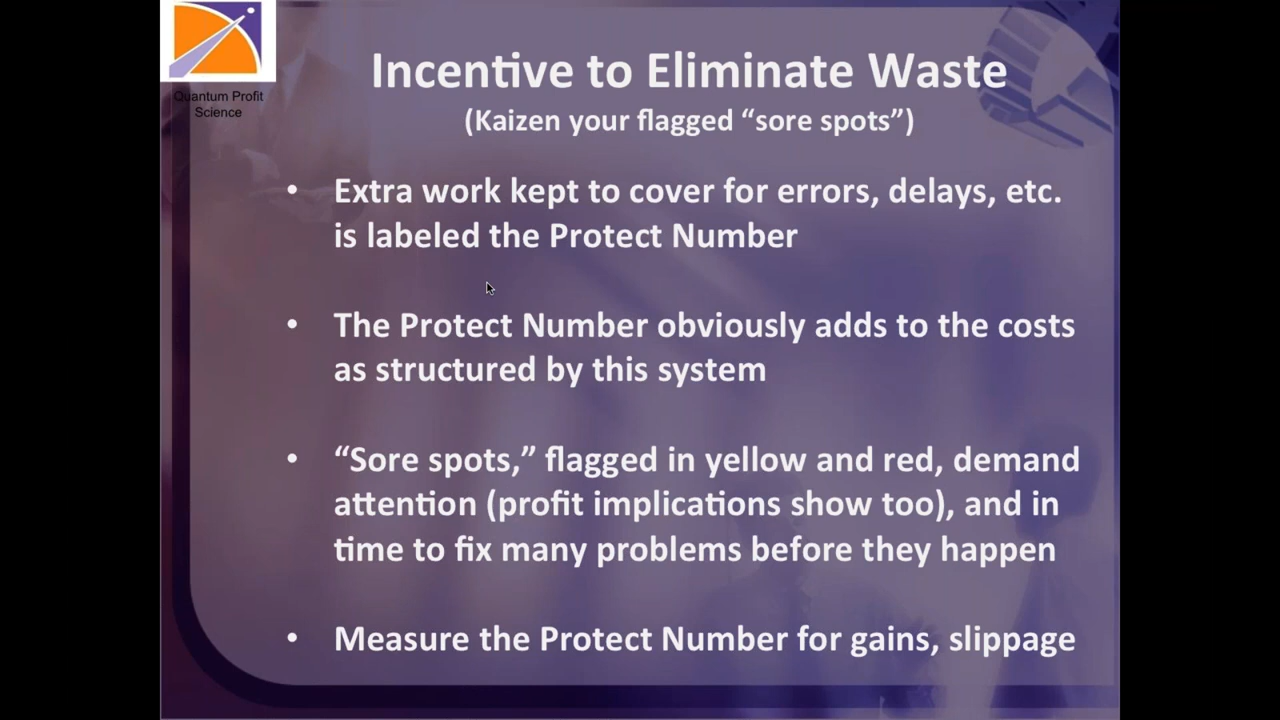 Quantum Profit
Science
Incentive to Eliminate Waste
(Kaizen your flagged “sore spots”)
• Extra work kept to cover for errors, delays, etc.
is labeled the Protect Number
• The Protect Number obviously adds to the costs
as structured by this system
• “Sore spots,” flagged in yellow and red, demand
attention (profit implications show too), and in
time to fix many problems before they happen
• Measure the Protect Number for gains, slippage